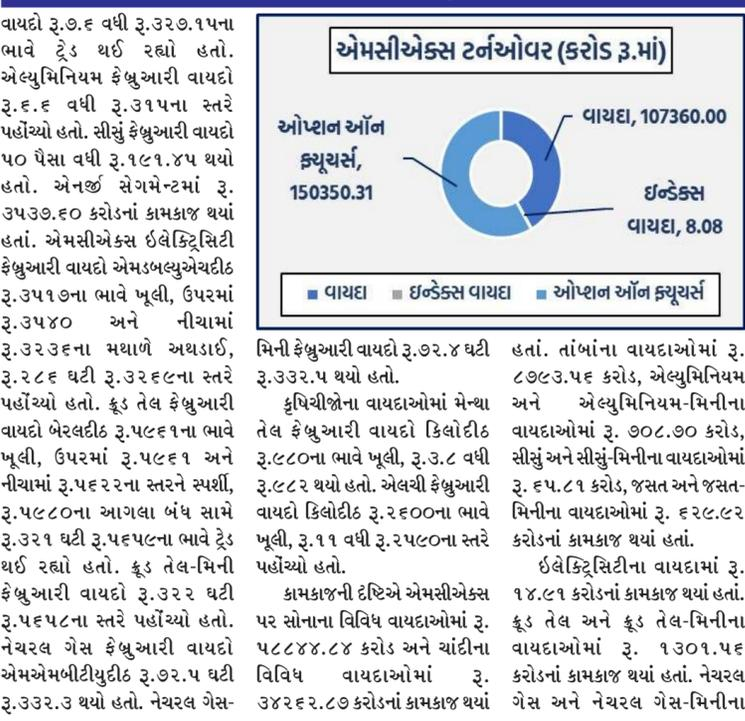 વાયદો રૂ.૭.૬ વધી રૂ.૩૨૭.૧૫ના
ભાવે ટ્રેડ થઈ રહ્યો હતો.
એલ્યુમિનિયમ ફેબ્રુઆરી વાયદો
રૂ.૬.૬ વધી રૂ.૩૧૫ના સ્તરે
પહોંચ્યો હતો. સીસું ફેબ્રુઆરી વાયદો
૫૦ પૈસા વધી રૂ.૧૯૧.૪૫ થયો
હતો. એનર્જી સેગમેન્ટમાં રૂ.
૩૫૩૭.૬૦ કરોડનાં કામકાજ થયાં
હતાં. એમસીએક્સ ઇલેક્ટ્રિસિટી
ફેબ્રુઆરી વાયદો એમડબલ્યુએચદીઠ
રૂ.૩૫૧૭ના ભાવે ખૂલી, ઉપરમાં
રૂ.૩૫૪૦ અને નીચામાં
રૂ.૩૨૩૬ના મથાળે અથડાઈ,
રૂ.૨૮૬ ઘટી રૂ.૩૨૬૯ના સ્તરે
પહોંચ્યો હતો. ક્રૂડ તેલ ફેબ્રુઆરી
વાયદો બેરલદીઠ રૂ.૫૯૬૧ના ભાવે
ખૂલી, ઉપરમાં રૂ.૫૯૬૧ અને
નીચામાં રૂ.૫૬૨૨ના સ્તરને સ્પર્શી,
રૂ.૫૯૮૦ના આગલા બંધ સામે
રૂ.૩૨૧ ઘટી રૂ.૫૬૫૯ના ભાવે ટ્રેડ
થઈ રહ્યો હતો. ક્રૂડ તેલ-મિની
ફેબ્રુઆરી વાયદો રૂ.૩૨૨ ઘટી
રૂ.૫૬૫૮ના સ્તરે પહોંચ્યો હતો.
નેચરલ ગેસ ફેબ્રુઆરી વાયદો
એમએમબીટીયુદીઠ રૂ.૭૨.૫ ઘટી
રૂ.૩૩૨.૩ થયો હતો. નેચરલ ગેસ-
એમસીએક્સ ટર્નઓવર (કરોડ રૂ.માં)
ઓપ્શન ઑન
ફ્યૂચર્સ,
150350.31
વાયદા, 107360.00
ઇન્ડેક્સ
વાયદા, 8.08
વાયદા ઇન્ડેક્સ વાયદા ઓપ્શન ઑન ફ્યૂચર્સ
મિની ફેબ્રુઆરી વાયદો રૂ.૭૨.૪ ઘટી
રૂ.૩૩૨.૫ થયો હતો.
કૃષિચીજોના વાયદાઓમાં મેન્થા
તેલ ફેબ્રુઆરી વાયદો કિલોદીઠ
રૂ.૯૮૦ના ભાવે ખૂલી, રૂ.૩.૮ વધી
રૂ.૯૮૨ થયો હતો. એલચી ફેબ્રુઆરી
વાયદો કિલોદીઠ રૂ.૨૬૦૦ના ભાવે
ખૂલી, રૂ.૧૧ વધી રૂ.૨૫૯૦ના સ્તરે
પહોંચ્યો હતો.
કામકાજની દૃષ્ટિએ એમસીએક્સ
પર સોનાના વિવિધ વાયદાઓમાં રૂ.
૫૮૮૪૪.૮૪ કરોડ અને ચાંદીના
વિવિધ વાયદાઓમાં રૂ.
૩૪૨૬૨.૮૭ કરોડનાં કામકાજ થયાં
હતાં. તાંબાંના વાયદાઓમાં રૂ.
૮૭૯૩.૫૬ કરોડ, એલ્યુમિનિયમ
અને એલ્યુમિનિયમ-મિનીના
વાયદાઓમાં રૂ. ૭૦૮.૭૦ કરોડ,
સીસું અને સીસું-મિનીના વાયદાઓમાં
રૂ. ૬૫.૮૧ કરોડ, જસત અને જસત-
મિનીના વાયદાઓમાં રૂ. ૬૨૯.૯૨
કરોડનાં કામકાજ થયાં હતાં.
ઇલેક્ટ્રિસિટીના વાયદામાં રૂ.
૧૪.૯૧ કરોડનાં કામકાજ થયાં હતાં.
ક્રૂડ તેલ અને ક્રૂડ તેલ-મિનીના
વાયદાઓમાં રૂ. ૧૩૦૧.૫૬
કરોડનાં કામકાજ થયાં હતાં. નેચરલ
ગેસ અને નેચરલ ગેસ-મિનીના